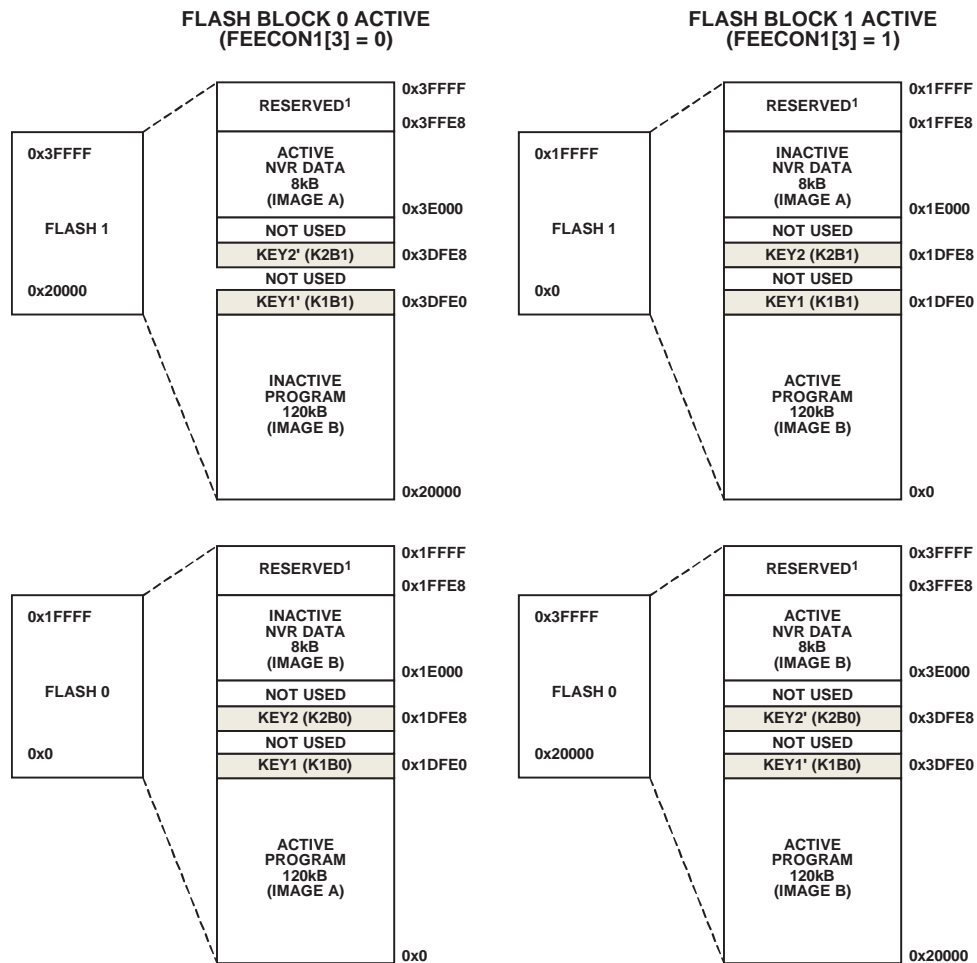 FLASH BLOCK 0 ACTIVE
(FEECON1[3] = 0)
0x3FFFF
RESERVED1
0x3FFE8
0x3FFFF
ACTIVE
NVR DATA
8kB
(IMAGE A)
0x3E000
FLASH 1
NOT USED
KEY2' (K2B1)
0x3DFE8
NOT USED
0x20000
KEY1' (K1B1)
0x3DFE0
INACTIVE
PROGRAM
120kB
(IMAGE B)
0x20000
0x1FFFF
RESERVED1
0x1FFE8
0x1FFFF
INACTIVE
NVR DATA
8kB
(IMAGE B)
0x1E000
FLASH 0
NOT USED
KEY2 (K2B0)
0x1DFE8
NOT USED
0x0
KEY1 (K1B0)
0x1DFE0
ACTIVE
PROGRAM
120kB
(IMAGE A)
0x0
FLASH BLOCK 1 ACTIVE
(FEECON1[3] = 1)
0x1FFFF
RESERVED1
0x1FFE8
0x1FFFF
INACTIVE
NVR DATA
8kB
(IMAGE A)
0x1E000
FLASH 1
NOT USED
KEY2 (K2B1)
0x1DFE8
NOT USED
0x0
KEY1 (K1B1)
0x1DFE0
ACTIVE
PROGRAM
120kB
(IMAGE B)
0x0
0x3FFFF
RESERVED1
0x3FFE8
0x3FFFF
ACTIVE
NVR DATA
8kB
(IMAGE B)
0x3E000
FLASH 0
NOT USED
KEY2' (K2B0)
0x3DFE8
NOT USED
0x20000
KEY1' (K1B0)
0x3DFE0
ACTIVE
PROGRAM
120kB
(IMAGE B)
0x20000